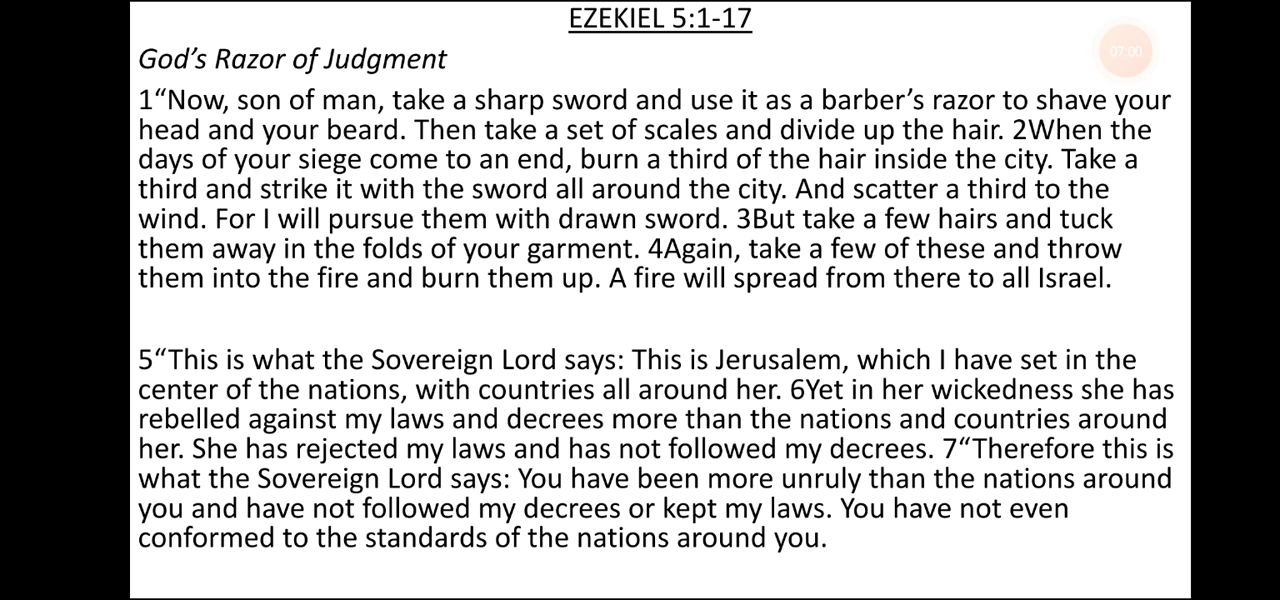 EZEKIEL 5:1-17
07:00
God's Razor of Judgment
1“Now, son of man, take a sharp sword and use it as a barber’s razor to shave your
head and your beard. Then take a set of scales and divide up the hair. 2When the
days of your siege come to an end, burn a third of the hair inside the city. Take a
third and strike it with the sword all around the city. And scatter a third to the
wind. For I will pursue them with drawn sword. 3But take a few hairs and tuck
them away in the folds of your garment. 4Again, take a few of these and throw
them into the fire and burn them up. A fire will spread from there to all Israel.
5“This is what the Sovereign Lord says: This is Jerusalem, which I have set in the
center of the nations, with countries all around her. 6Yet in her wickedness she has
rebelled against my laws and decrees more than the nations and countries around
her. She has rejected my laws and has not followed my decrees. 7“Therefore this is
what the Sovereign Lord says: You have been more unruly than the nations around
you and have not followed my decrees or kept my laws. You have not even
conformed to the standards of the nations around you.